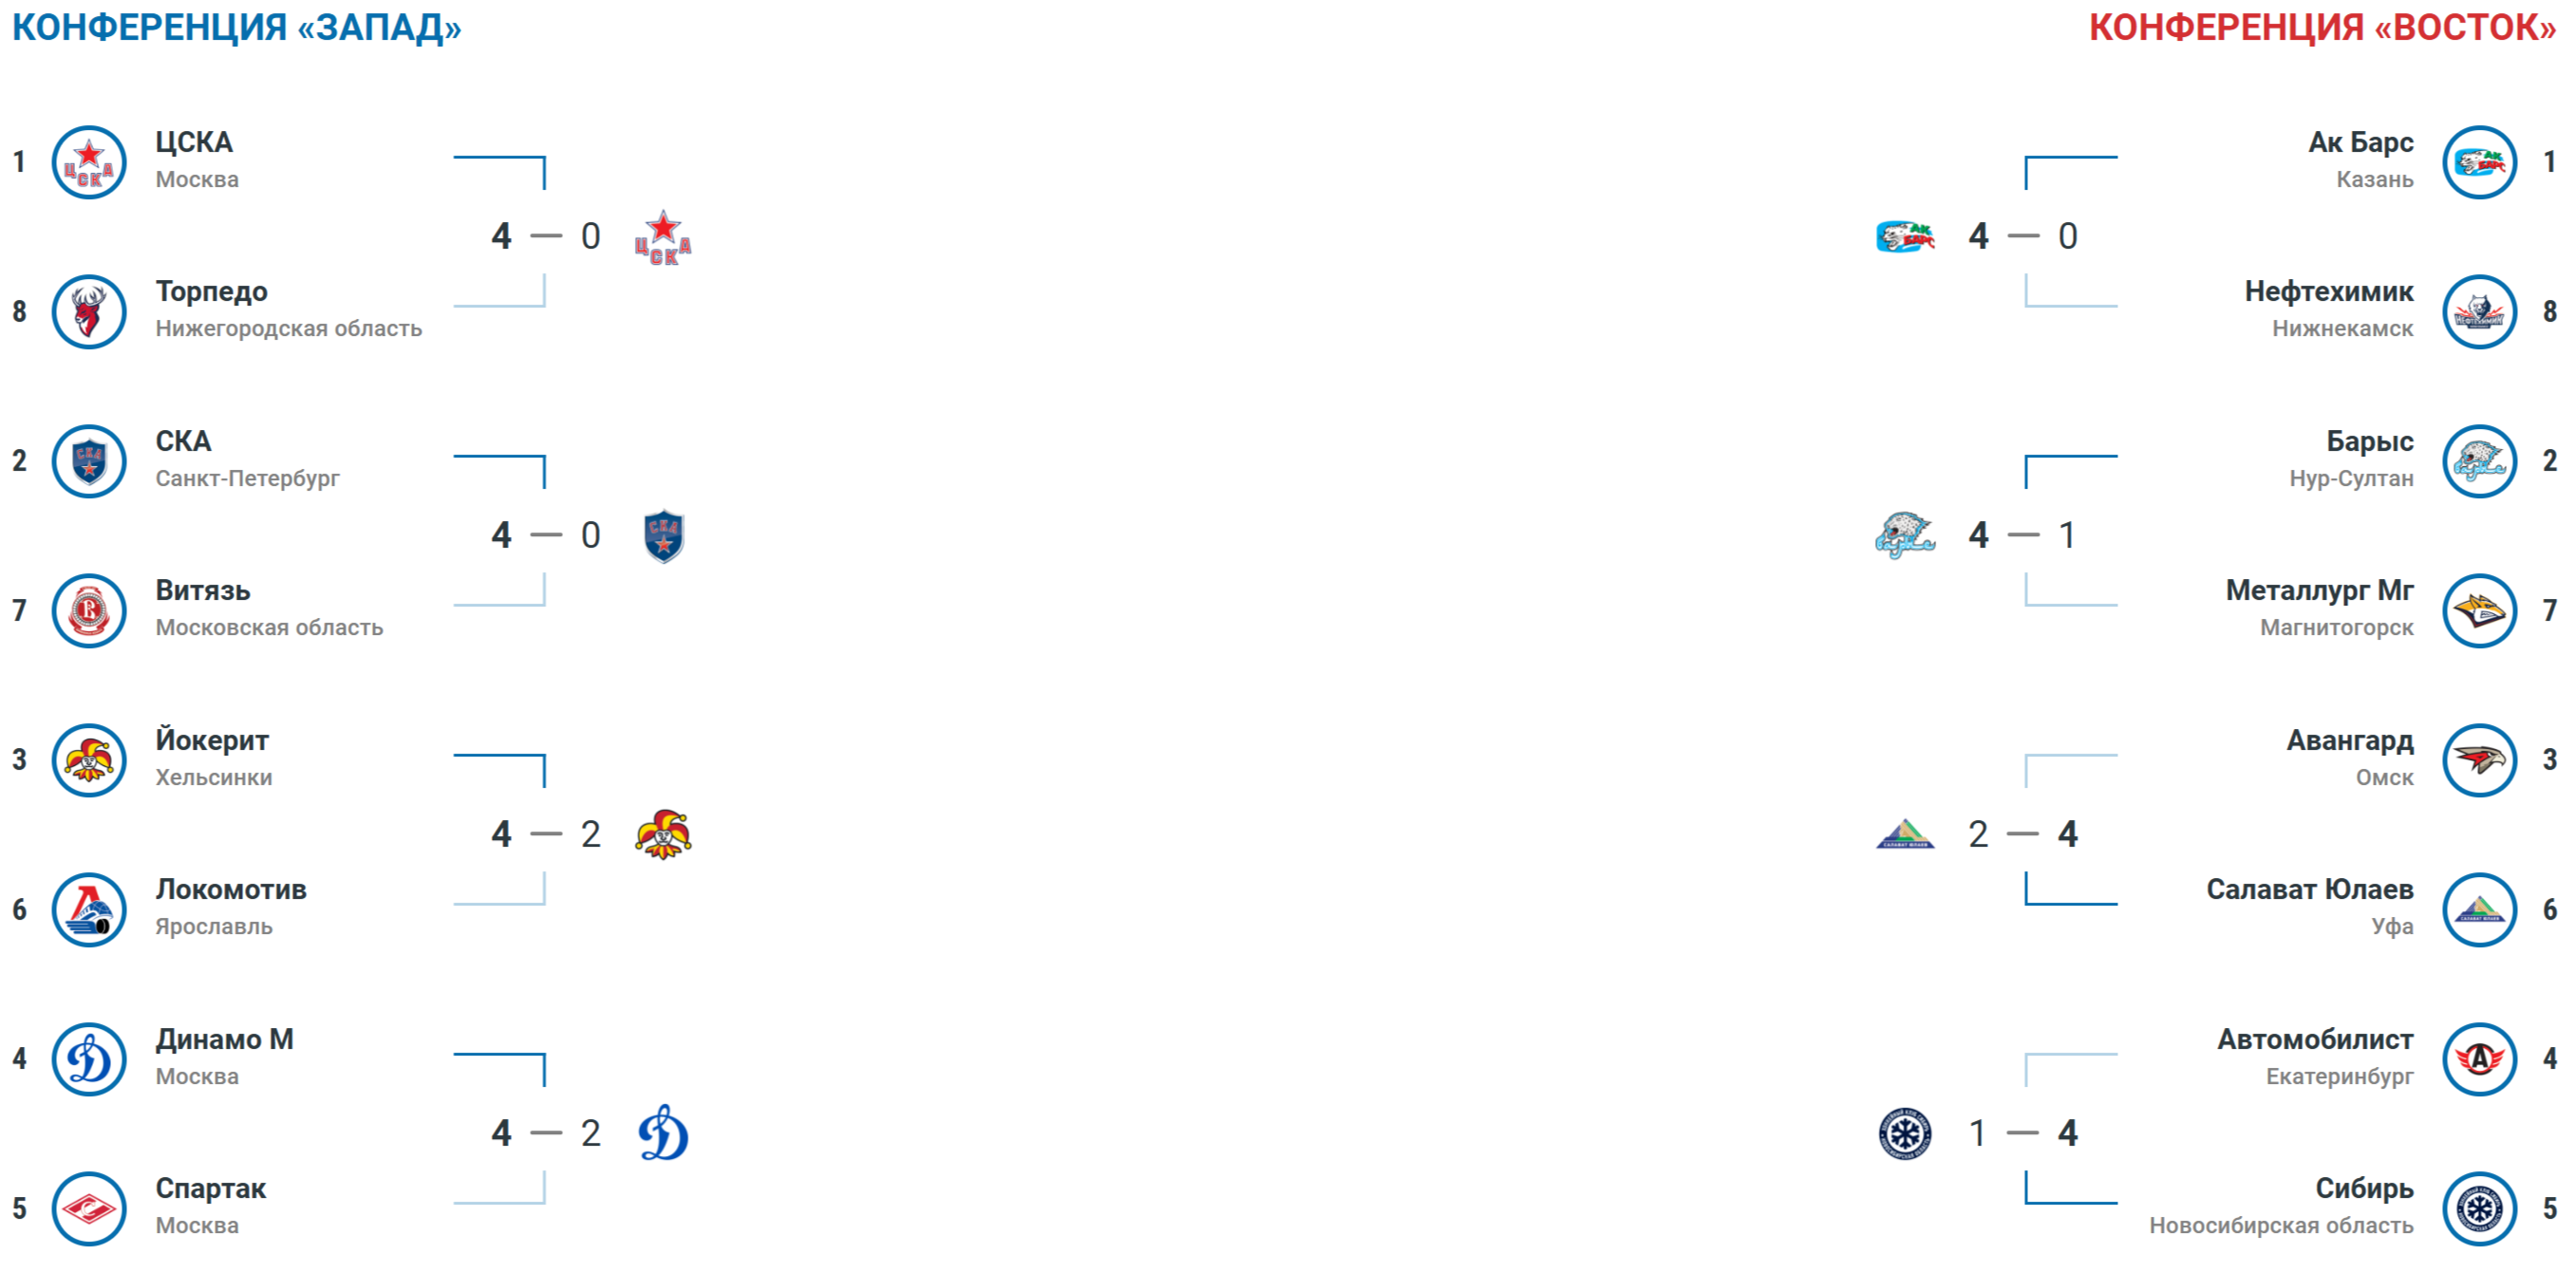 КОНФЕРЕНЦИЯ «ЗАПАД»
1
ЦСКА
Москва
4 — 0
8
Торпедо
Нижегородская область
2
СКА
Санкт-Петербург
4 — 0
7
Витязь
Московская область
3
Йокерит
Хельсинки
4 — 2
6
Локомотив
Ярославль
4
Динамо М
Москва
4 — 2
5
Спартак
Москва
КОНФЕРЕНЦИЯ «ВОСТОК»
Ак Барс
Казань
1
4 — 0
Нефтехимик
Нижнекамск
8
Барыс
Нур-Султан
2
4 — 1
Металлург Мг
Магнитогорск
7
Авангард
Омск
3
2 — 4
Салават Юлаев
Уфа
6
Автомобилист
Екатеринбург
4
1 — 4
Сибирь
Новосибирская область
5